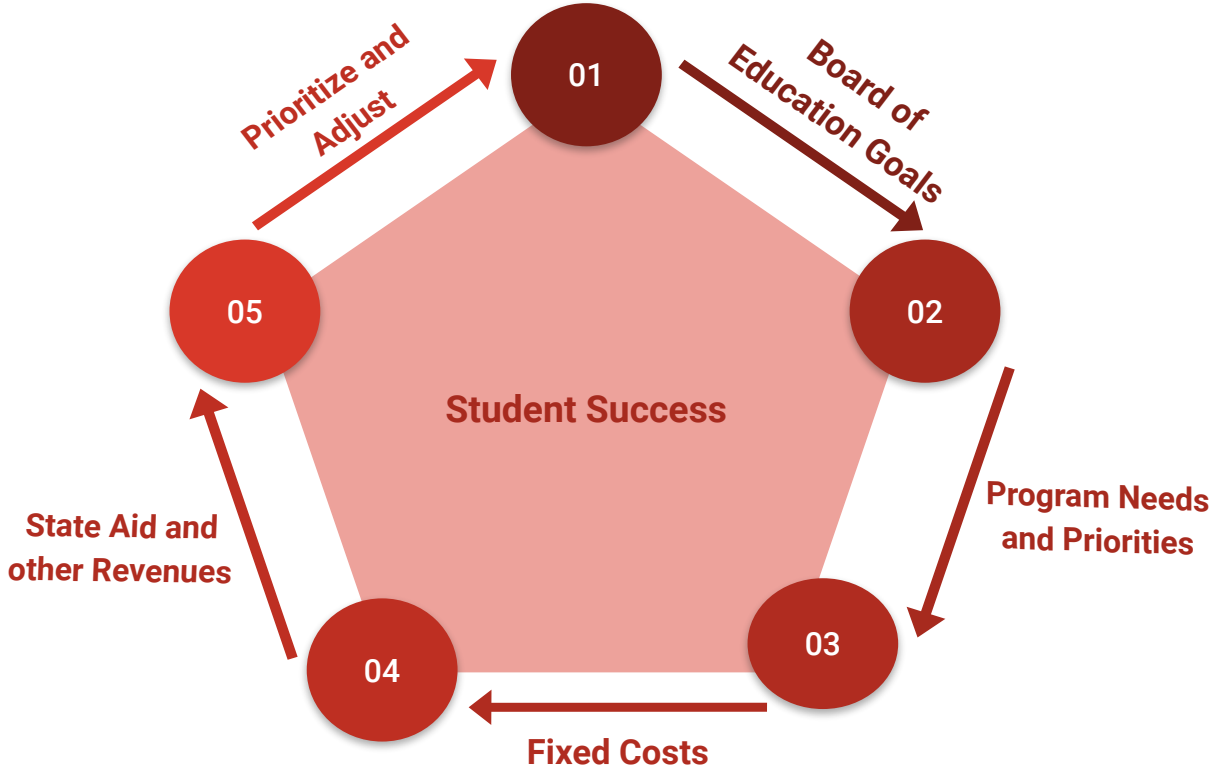 01
Board of
Education Goals
02
Program Needs
and Priorities
03
Fixed Costs
04
State Aid and
other Revenues
05
Prioritize and
Adjust
Student Success